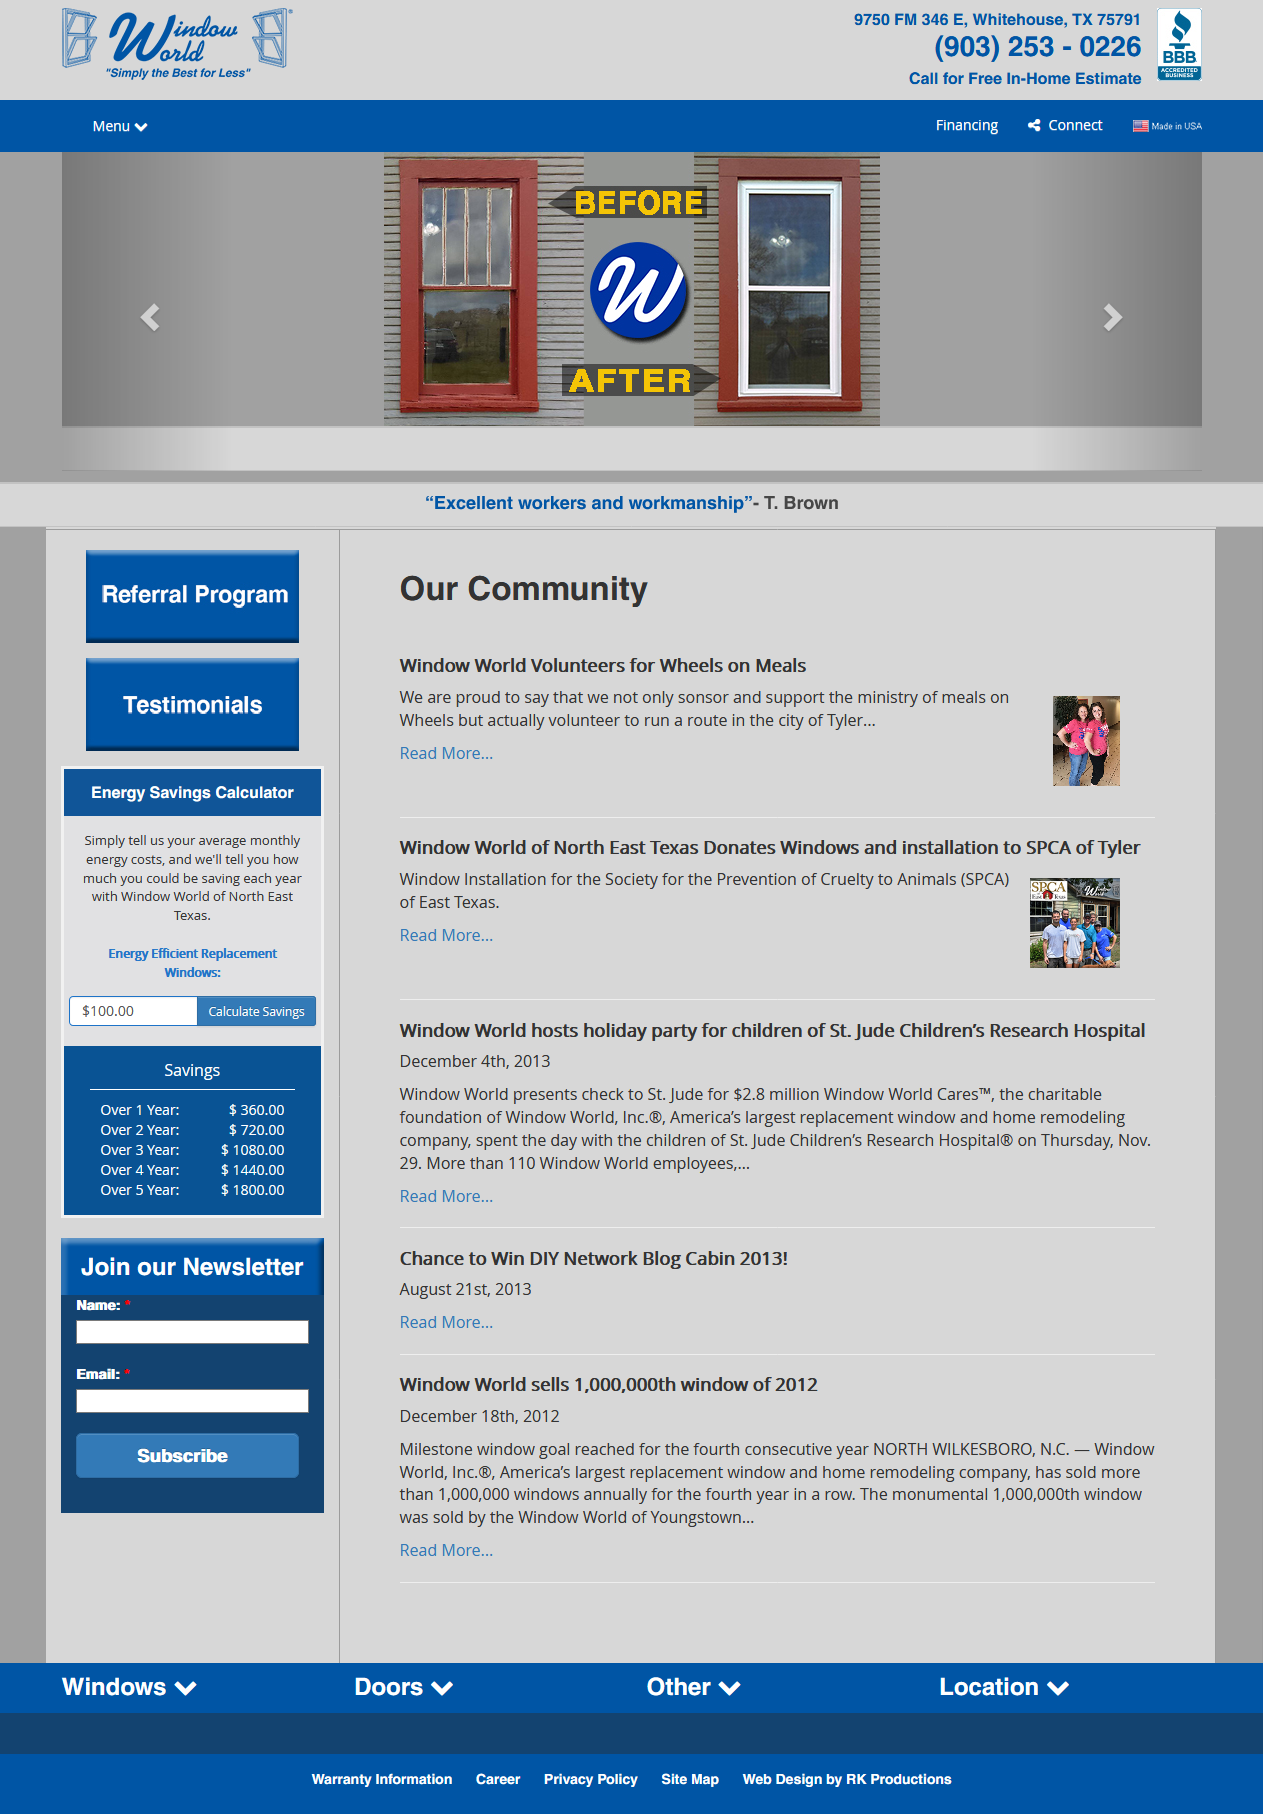 Window World
"Simply the Best for Less"
9750 FM 346 E, Whitehouse, TX 75791
(903) 253 - 0226
Call for Free In-Home Estimate
BBB
ACCREDITED
BUSINESS
Menu
Financing
Connect
Made in USA
BEFORE
W
AFTER
“Excellent workers and workmanship”- T. Brown
Referral Program
Testimonials
Energy Savings Calculator
Simply tell us your average monthly
energy costs, and we'll tell you how
much you could be saving each year
with Window World of North East
Texas.
Energy Efficient Replacement
Windows:
$100.00
Calculate Savings
Savings
Over 1 Year: $ 360.00
Over 2 Year: $ 720.00
Over 3 Year: $ 1080.00
Over 4 Year: $ 1440.00
Over 5 Year: $ 1800.00
Join our Newsletter
Name: *
Email: *
Subscribe
Our Community
Window World Volunteers for Wheels on Meals
We are proud to say that we not only sonsor and support the ministry of meals on
Wheels but actually volunteer to run a route in the city of Tyler...
Read More...
Window World of North East Texas Donates Windows and installation to SPCA of Tyler
Window Installation for the Society for the Prevention of Cruelty to Animals (SPCA)
of East Texas.
Read More...
SPCA
East Texas
Window
Window World hosts holiday party for children of St. Jude Children’s Research Hospital
December 4th, 2013
Window World presents check to St. Jude for $2.8 million Window World Cares™, the charitable
foundation of Window World, Inc.®, America’s largest replacement window and home remodeling
company, spent the day with the children of St. Jude Children’s Research Hospital® on Thursday, Nov.
29. More than 110 Window World employees,...
Read More...
Chance to Win DIY Network Blog Cabin 2013!
August 21st, 2013
Read More...
Window World sells 1,000,000th window of 2012
December 18th, 2012
Milestone window goal reached for the fourth consecutive year NORTH WILKESBORO, N.C. — Window
World, Inc.®, America’s largest replacement window and home remodeling company, has sold more
than 1,000,000 windows annually for the fourth year in a row. The monumental 1,000,000th window
was sold by the Window World of Youngstown...
Read More...
Windows
Doors
Other
Location
Warranty Information
Career
Privacy Policy
Site Map
Web Design by RK Productions